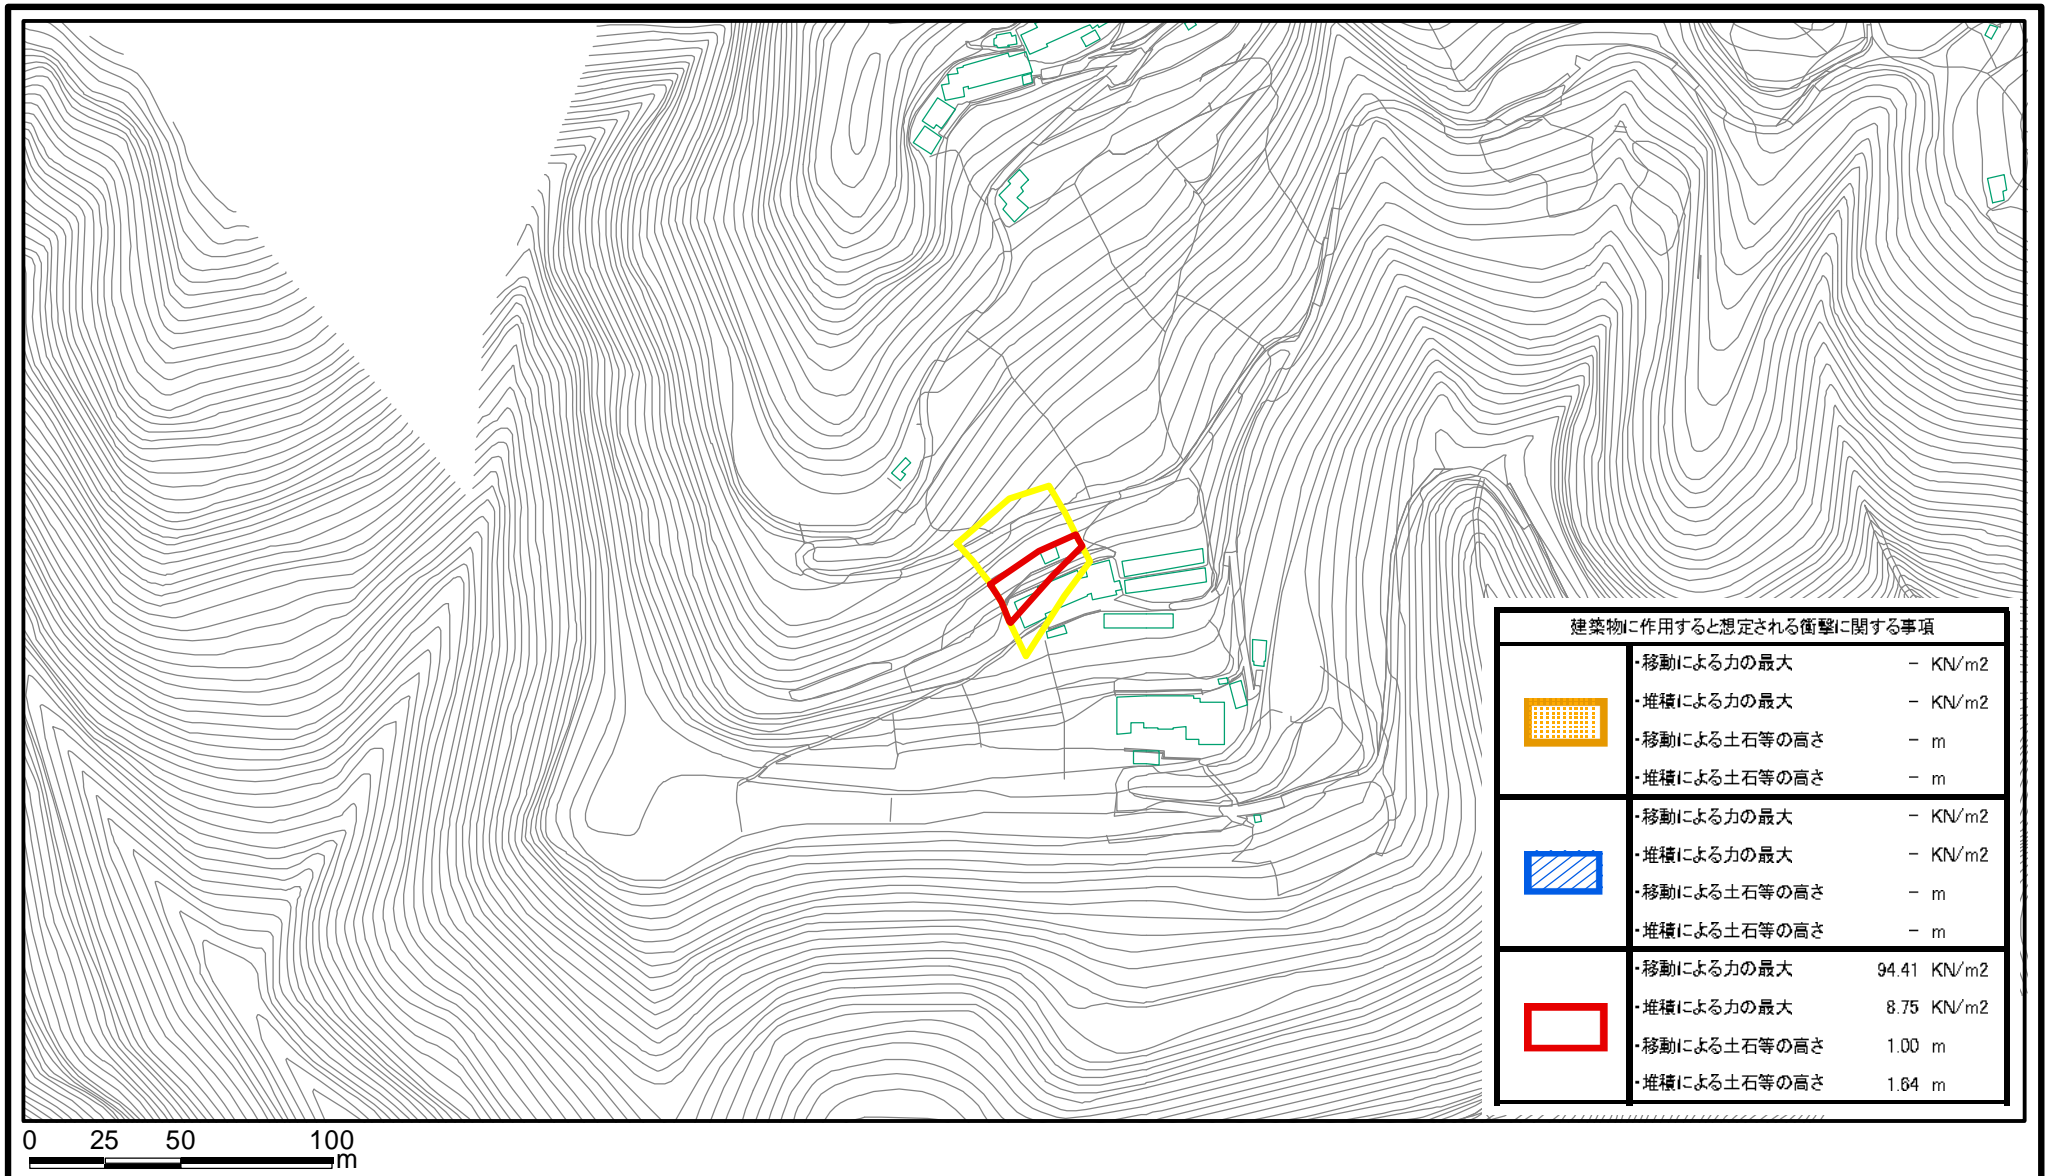 建築物に作用すると想定される衝撃に関する事項
・移動による力の最大 - KN/m2
・堆積による力の最大 - KN/m2
・移動による土石等の高さ - m
・堆積による土石等の高さ - m
・移動による力の最大 - KN/m2
・堆積による力の最大 - KN/m2
・移動による土石等の高さ - m
・堆積による土石等の高さ - m
・移動による力の最大 94.41 KN/m2
・堆積による力の最大 8.75 KN/m2
・移動による土石等の高さ 1.00 m
・堆積による土石等の高さ 1.64 m
0 25 50 100
m